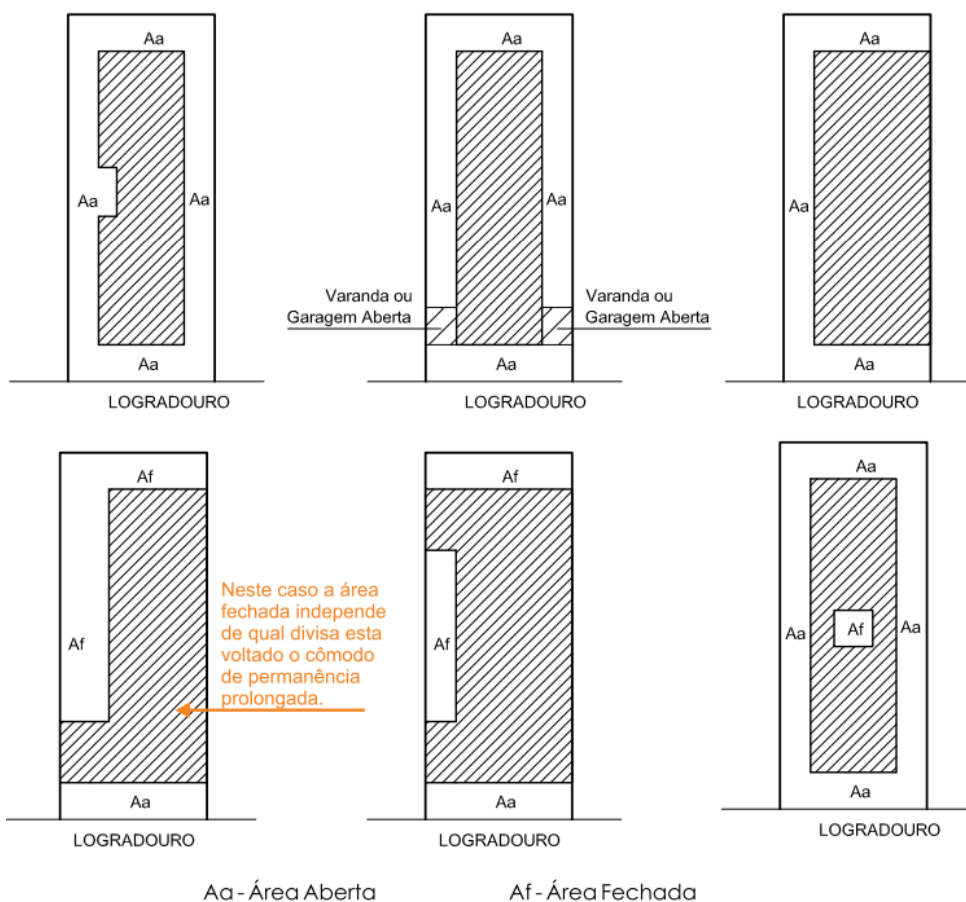 Aa
Aa
Aa
Aa
LOGRADOURO
Aa
Aa
Aa
Varanda ou
Garagem Aberta
Varanda ou
Garagem Aberta
Aa
LOGRADOURO
Aa
Aa
LOGRADOURO
Af
Af
Aa
LOGRADOURO
Neste caso a área
fechada independe
de qual divisa esta
voltado o cômodo
de permanência
prolongada.
Af
Af
Aa
LOGRADOURO
Aa
Af
Aa
Aa
Aa
LOGRADOURO
Aa - Área Aberta
Af - Área Fechada